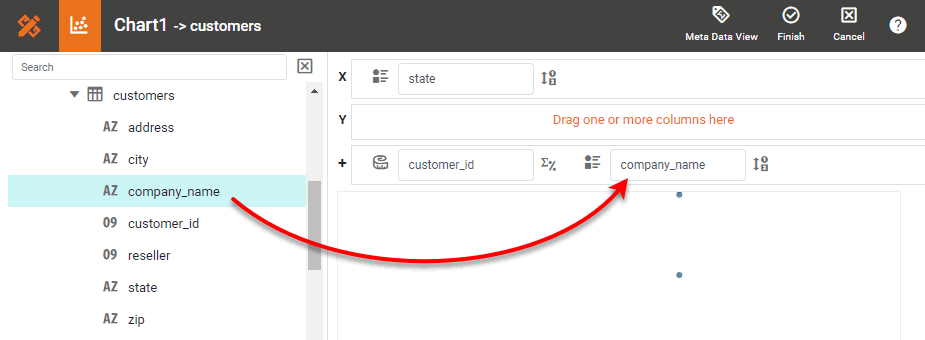 Chart1 -> customers
Meta Data View
Finish
Cancel
?
Search
customers
AZ address
AZ city
AZ company_name
09 customer_id
09 reseller
AZ state
AZ zip
X state
Y Drag one or more columns here
+ customer_id Σ% company_name